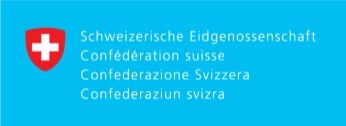 Schweizerische Eidgenossenschaft
Confédération suisse
Confederazione Svizzera
Confederaziun svizra